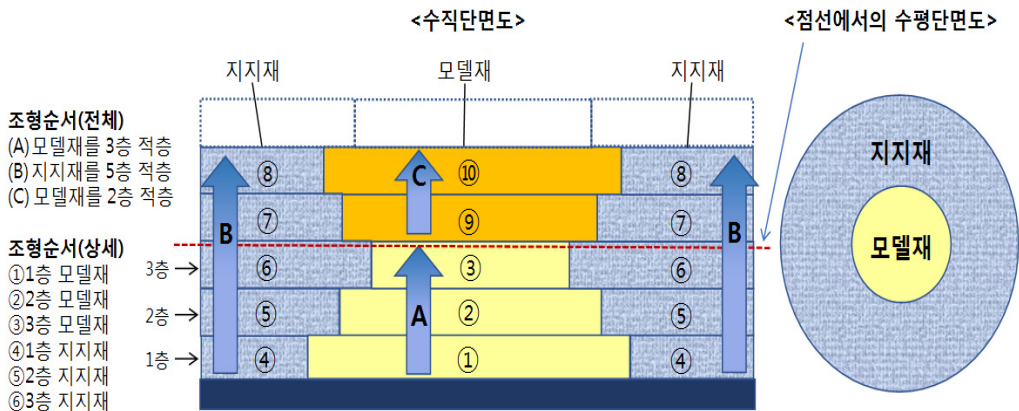 <수직단면도>
<점선에서의 수평단면도>
지지재
모델재
지지재
조형순서(전체)
(A)모델재를 3층 적층
(B)지지재를 5층 적층
(C)모델재를 2층 적층
조형순서(상세)
①1층 모델재
②2층 모델재
③3층 모델재
④1층 지지재
⑤2층 지지재
⑥3층 지지재
⑧
C
⑩
⑧
⑦
B
⑨
B
⑦
3층
⑥
③
⑥
2층
⑤
A
②
⑤
1층
④
①
④
지지재
모델재